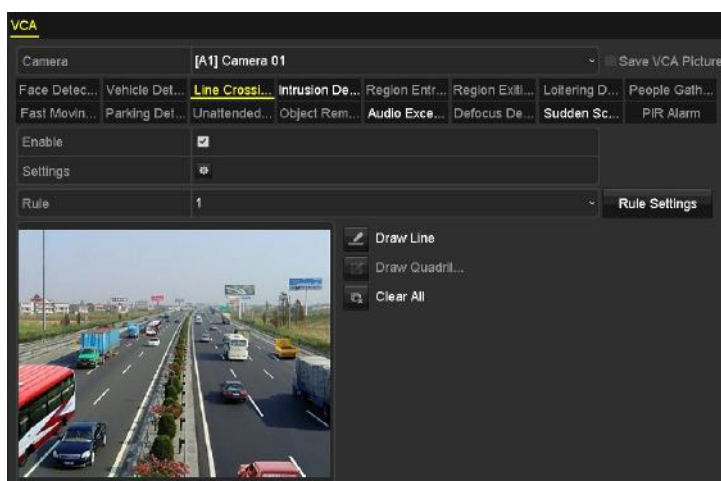 VCA
Camera [A1] Camera 01 Save VCA Picture
Face Detec... Vehicle Det... Line Crossi... Intrusion De... Region Entr... Region Exiti... Loitering D... People Gath...
Fast Movin... Parking Det... Unattended... Object Rem... Audio Exce... Defocus De... Sudden Sc... PIR Alarm
Enable
Settings
Rule 1 Rule Settings
Draw Line
Draw Quadril...
Clear All